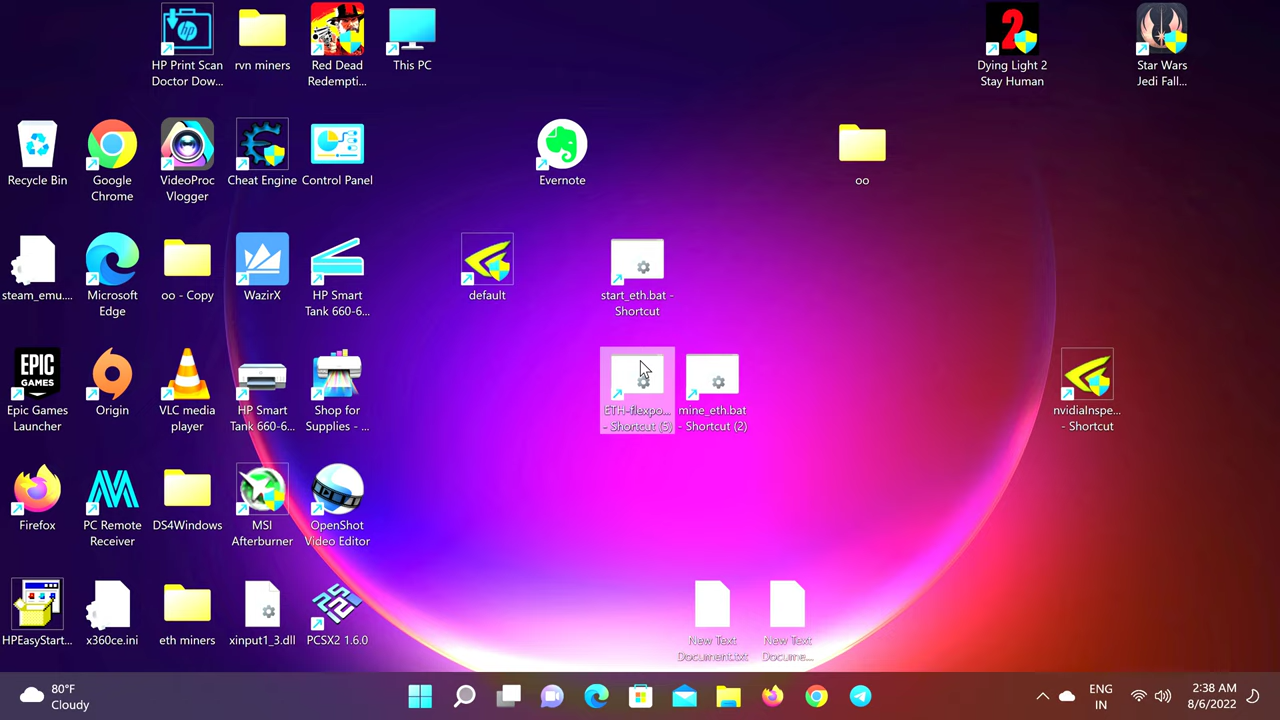 HP Print Scan
Doctor Dow...
rvn miners
Red Dead
Redempti...
This PC
Dying Light 2
Stay Human
Star Wars
Jedi Fall...
Recycle Bin
Google
Chrome
VideoProc
Vlogger
Cheat Engine
Control Panel
Evernote
oo
steam_emu....
Microsoft
Edge
oo - Copy
WazirX
HP Smart
Tank 660-6...
default
start_eth.bat -
Shortcut
EPIC
GAMES
Epic Games
Launcher
Origin
VLC media
player
HP Smart
Tank 660-6...
Shop for
Supplies - ...
ETH-flexpo...
- Shortcut (5)
mine_eth.bat
- Shortcut (2)
nvidiaInspe...
- Shortcut
Firefox
PC Remote
Receiver
DS4Windows
MSI
Afterburner
OpenShot
Video Editor
HPEasyStart...
x360ce.ini
eth miners
xinput1_3.dll
PCSX2 1.6.0
New Text
Document.txt
New Text
Docume...
80°F
Cloudy
ENG
IN
2:38 AM
8/6/2022